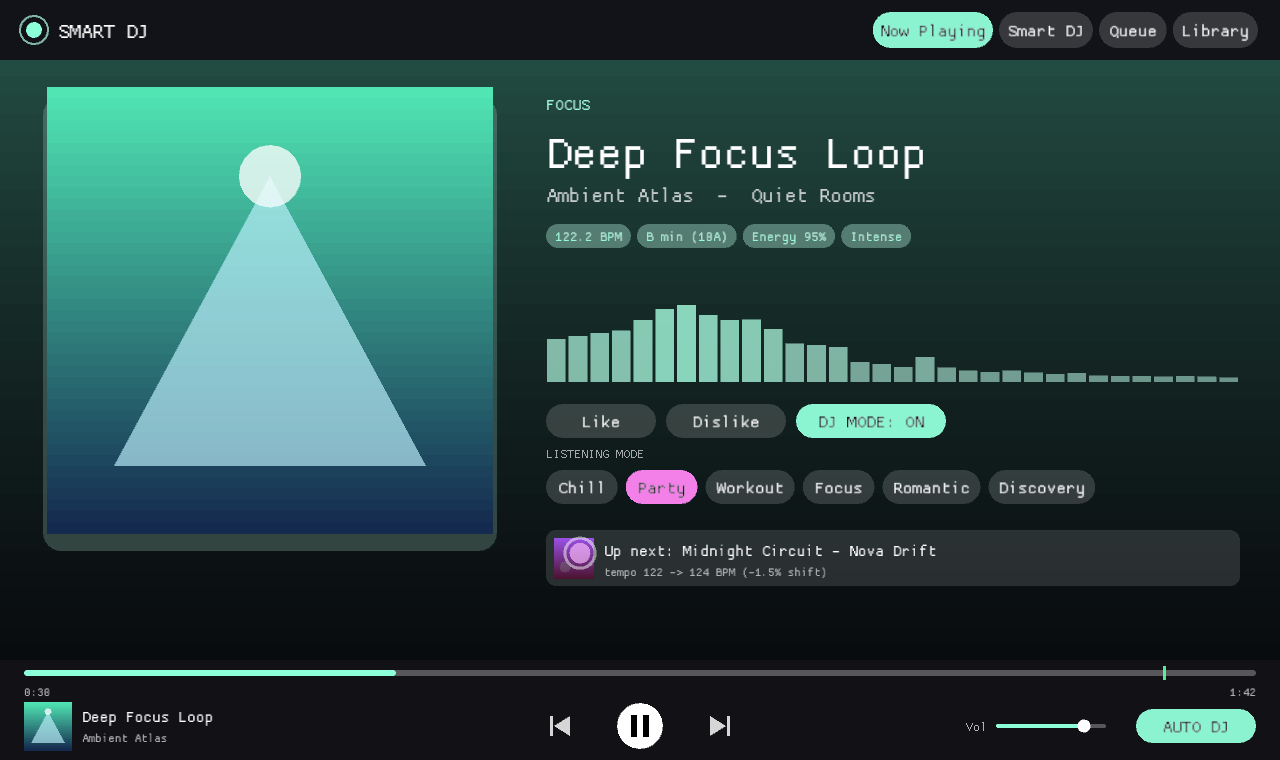 SMART DJ
Now Playing
Smart DJ
Queue
Library
FOCUS
Deep Focus Loop
Ambient Atlas - Quiet Rooms
122.2 BPM
B min (10A)
Energy 95%
Intense
Like
Dislike
DJ MODE: ON
LISTENING MODE
Chill
Party
Workout
Focus
Romantic
Discovery
Up next: Midnight Circuit - Nova Drift
tempo 122 -> 124 BPM (-1.5% shift)
0:38
1:42
Deep Focus Loop
Ambient Atlas
Vol
AUTO DJ